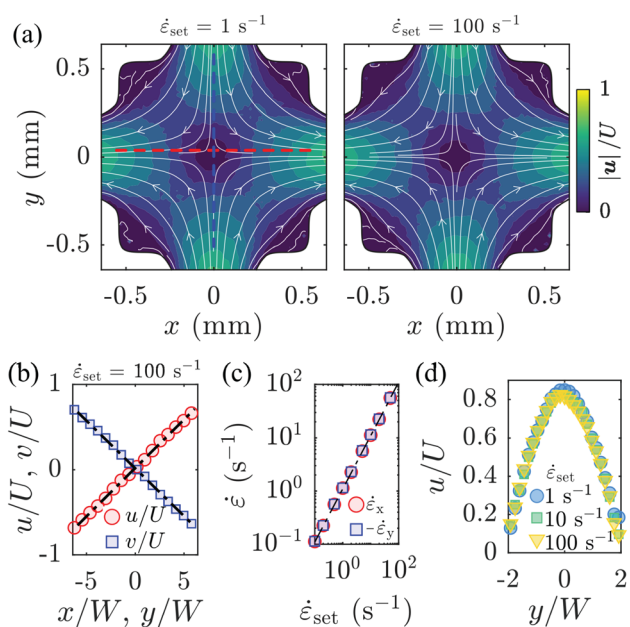 (a)
ε̇set = 1 s⁻¹
ε̇set = 100 s⁻¹
y (mm)
0.5
0
-0.5
-0.5 0 0.5
x (mm)
-0.5 0 0.5
x (mm)
1
0
|u|/U
(b)
ε̇set = 100 s⁻¹
u/U, v/U
1
0
-1
u/U
v/U
-5 0 5
x/W, y/W
(c)
ε̇ (s⁻¹)
10²
10¹
10⁰
10⁻¹
ε̇x
-ε̇y
10⁰ 10²
ε̇set (s⁻¹)
(d)
u/U
0.8
0.6
0.4
0.2
0
ε̇set
1 s⁻¹
10 s⁻¹
100 s⁻¹
-2 0 2
y/W